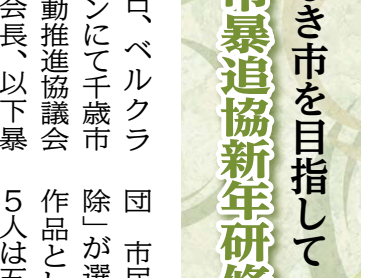 き市を目指して
市暴追協新年研修
ロ、ベルクラ
ンにて千歳市
動推進協議会
会長、以下暴
団　市民
除」が選
作品とし
５人は